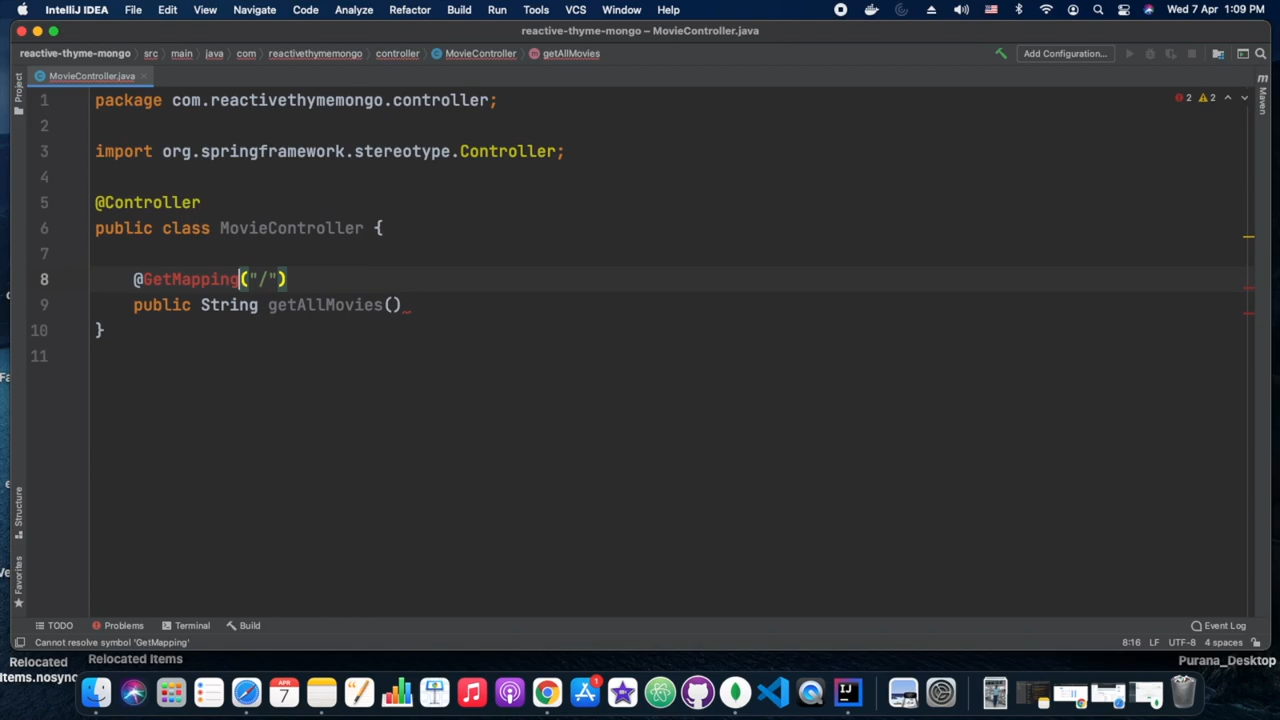 IntelliJ IDEA File Edit View Navigate Code Analyze Refactor Build Run Tools VCS Window Help Wed 7 Apr 1:09 PM
reactive-thyme-mongo – MovieController.java
reactive-thyme-mongo src main java com reactivethymemongo controller MovieController getAllMovies Add Configuration...
Project
MovieController.java
Maven
1 package com.reactivethymemongo.controller;
2 2
2
3 import org.springframework.stereotype.Controller;
4
5 @Controller
6 public class MovieController {
7
8 @GetMapping("/")
9 public String getAllMovies()
10 }
11
Structure
Favorites
TODO Problems Terminal Build Event Log
Cannot resolve symbol 'GetMapping' 8:16 LF UTF-8 4 spaces
Relocated Items.nosync
Relocated Items
Purana_Desktop
APR
7
1